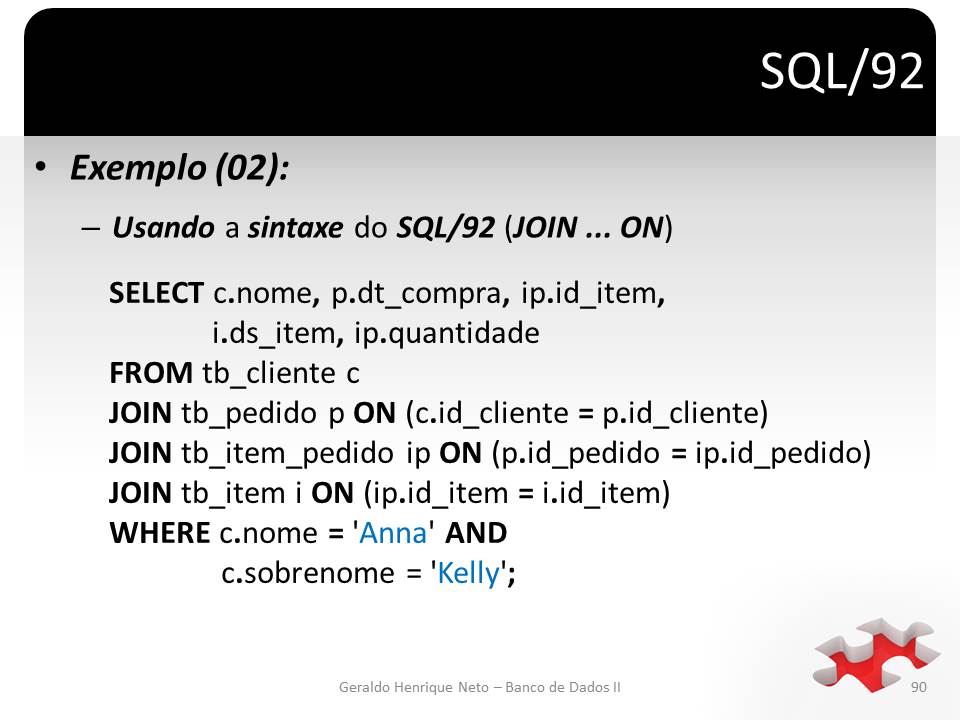 SQL/92
• Exemplo (02):
– Usando a sintaxe do SQL/92 (JOIN ... ON)
SELECT c.nome, p.dt_compra, ip.id_item,
i.ds_item, ip.quantidade
FROM tb_cliente c
JOIN tb_pedido p ON (c.id_cliente = p.id_cliente)
JOIN tb_item_pedido ip ON (p.id_pedido = ip.id_pedido)
JOIN tb_item i ON (ip.id_item = i.id_item)
WHERE c.nome = 'Anna' AND
c.sobrenome = 'Kelly';
Geraldo Henrique Neto – Banco de Dados II
90